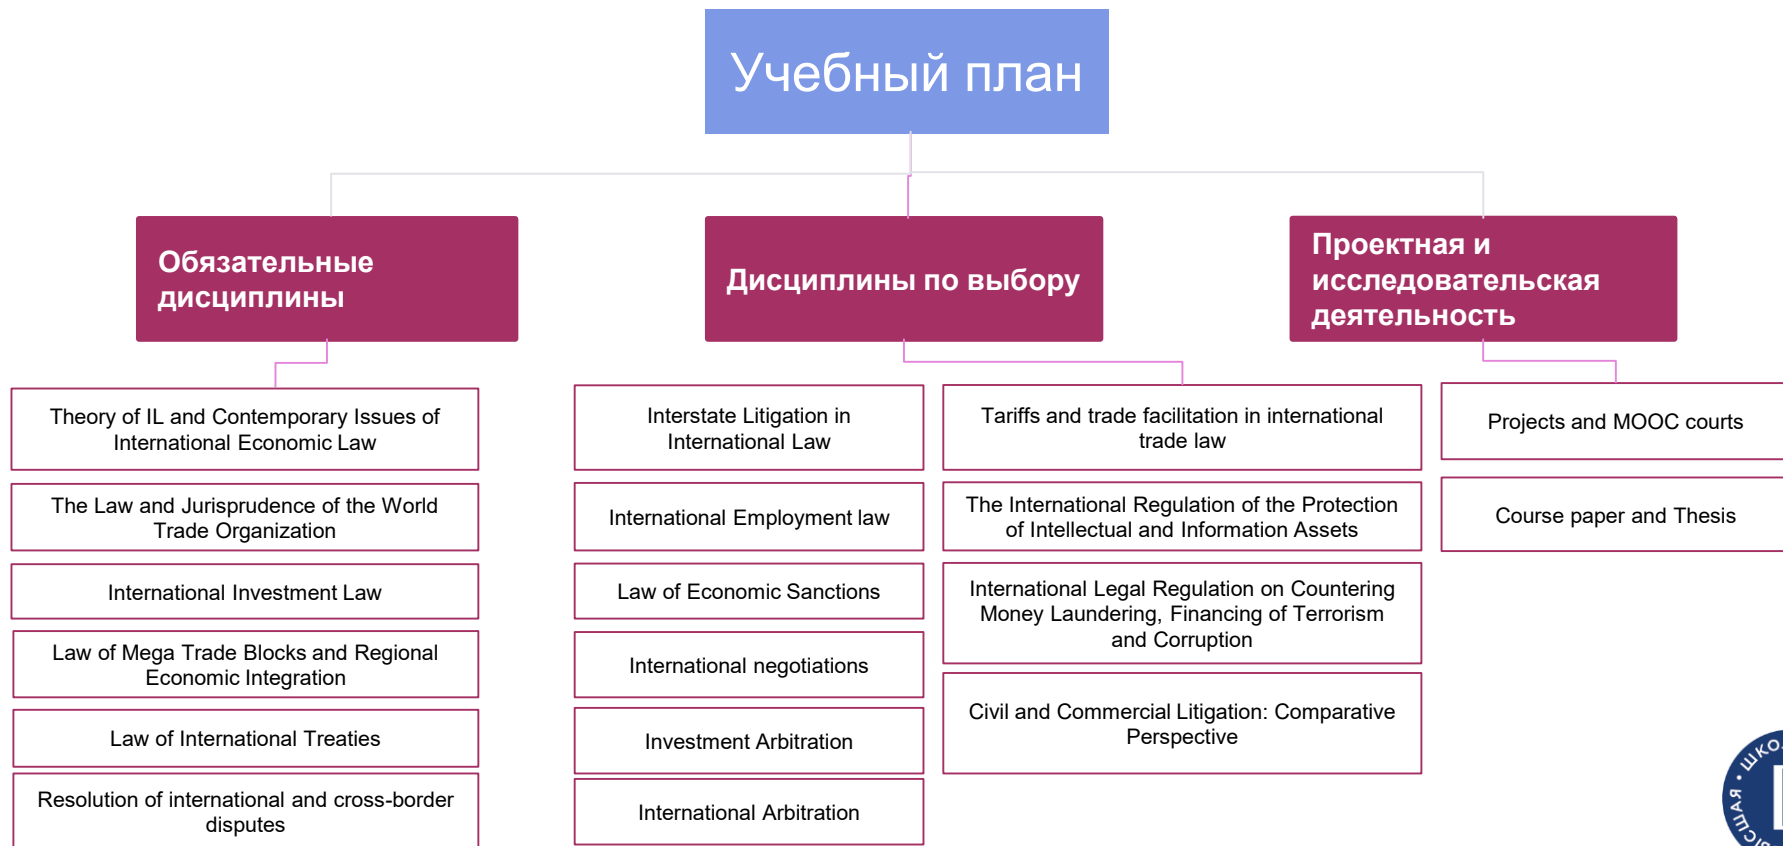 Учебный план
Обязательные
дисциплины
Дисциплины по выбору
Проектная и
исследовательская
деятельность
Theory of IL and Contemporary Issues of
International Economic Law
The Law and Jurisprudence of the World
Trade Organization
International Investment Law
Law of Mega Trade Blocks and Regional
Economic Integration
Law of International Treaties
Resolution of international and cross-border
disputes
Interstate Litigation in
International Law
International Employment law
Law of Economic Sanctions
International negotiations
Investment Arbitration
International Arbitration
Tariffs and trade facilitation in international
trade law
The International Regulation of the Protection
of Intellectual and Information Assets
International Legal Regulation on Countering
Money Laundering, Financing of Terrorism
and Corruption
Civil and Commercial Litigation: Comparative
Perspective
Projects and MOOC courts
Course paper and Thesis